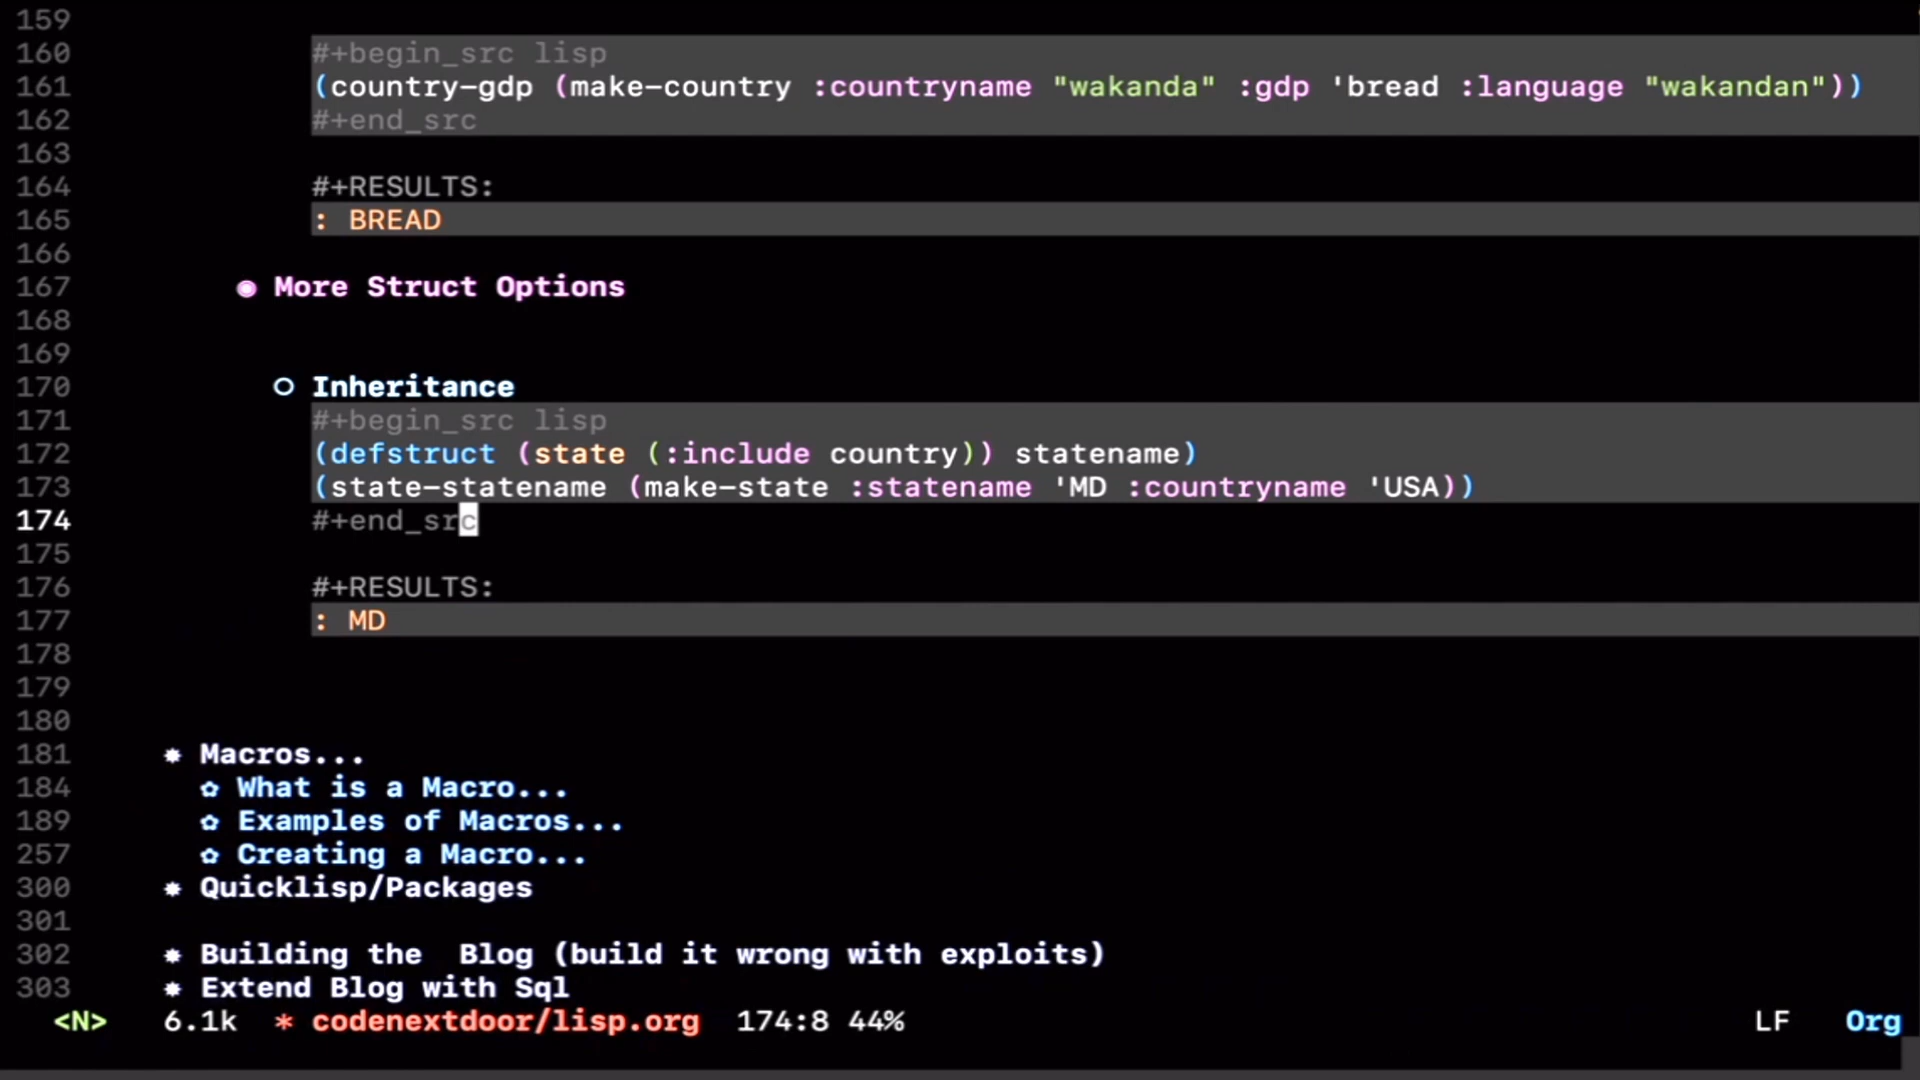 159
160 #+begin_src lisp
161 (country-gdp (make-country :countryname "wakanda" :gdp 'bread :language "wakandan"))
162 #+end_src
163
164 #+RESULTS:
165 : BREAD
166
167 ◉ More Struct Options
168
169
170 ○ Inheritance
171 #+begin_src lisp
172 (defstruct (state (:include country)) statename)
173 (state-statename (make-state :statename 'MD :countryname 'USA))
174 #+end_src
175
176 #+RESULTS:
177 : MD
178
179
180
181 ✸ Macros...
184 ✿ What is a Macro...
189 ✿ Examples of Macros...
257 ✿ Creating a Macro...
300 ✸ Quicklisp/Packages
301
302 ✸ Building the  Blog (build it wrong with exploits)
303 ✸ Extend Blog with Sql
<N> 6.1k * codenextdoor/lisp.org 174:8 44% LF Org